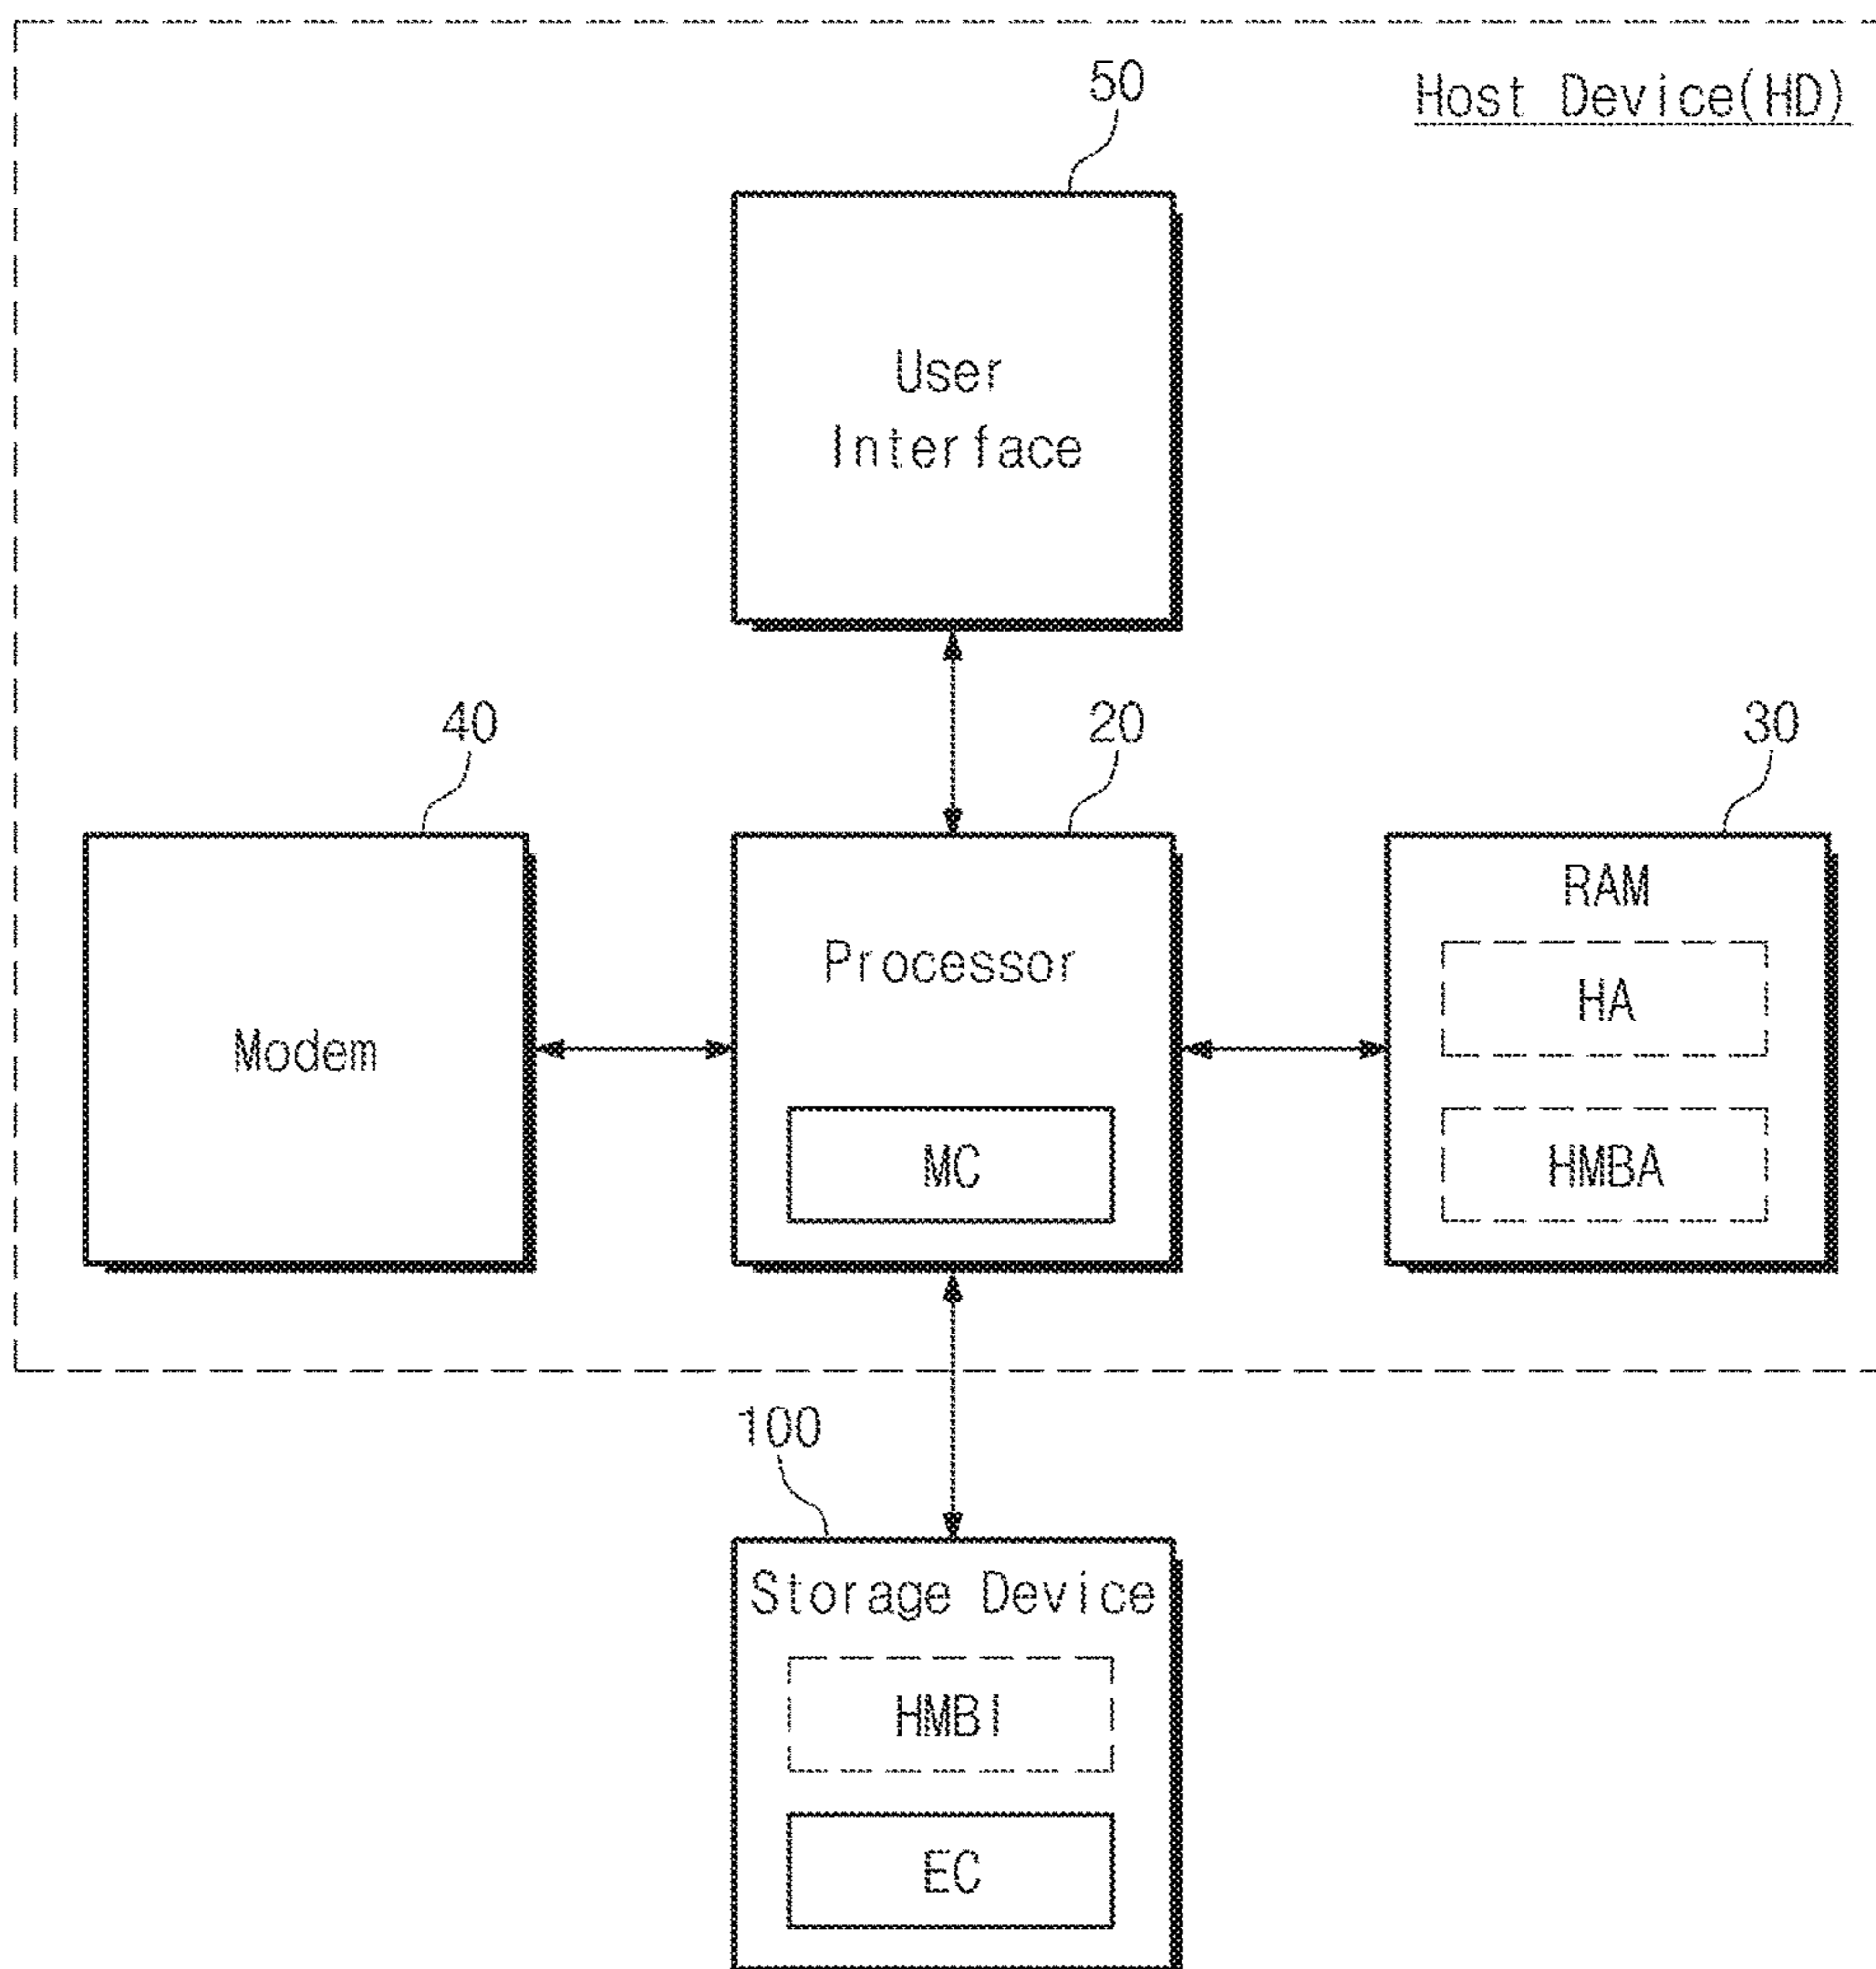 Host Device(HD)
50
User
Interface
40
20
30
Modem
Processor
MC
RAM
HA
HMBA
100
Storage Device
HMBI
EC